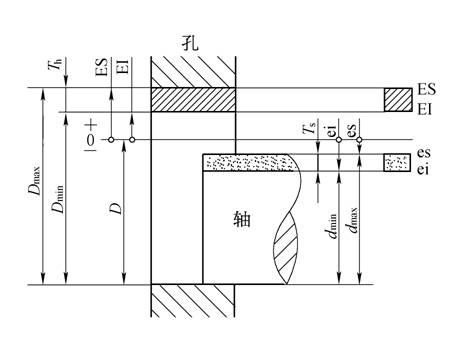 孔
Th
ES
EI
ES
EI
+
0
−
Ts
ei
es
es
ei
Dmax
Dmin
D
轴
dmin
dmax